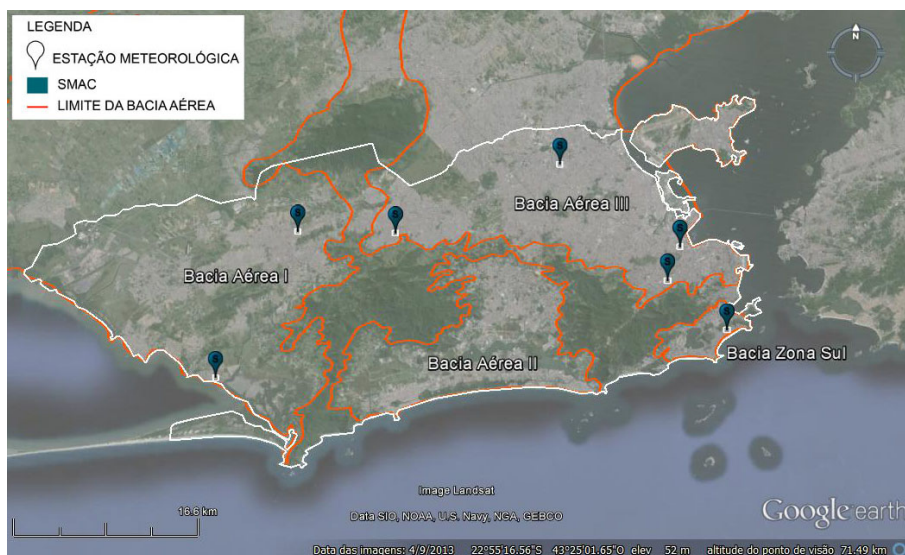 LEGENDA
ESTAÇÃO METEOROLÓGICA
SMAC
LIMITE DA BACIA AÉREA
N
S
Bacia Aérea III
S
S
S
Bacia Aérea I
S
S
Bacia Aérea II
Bacia Zona Sul
S
Image Landsat
16.6 km
Data SIO, NOAA, U.S. Navy, NGA, GEBCO
Google earth
Data das imagens: 4/9/2013 22°55'16.56"S 43°25'01.65"O elev 52 m altitude do ponto de visão 71.49 km